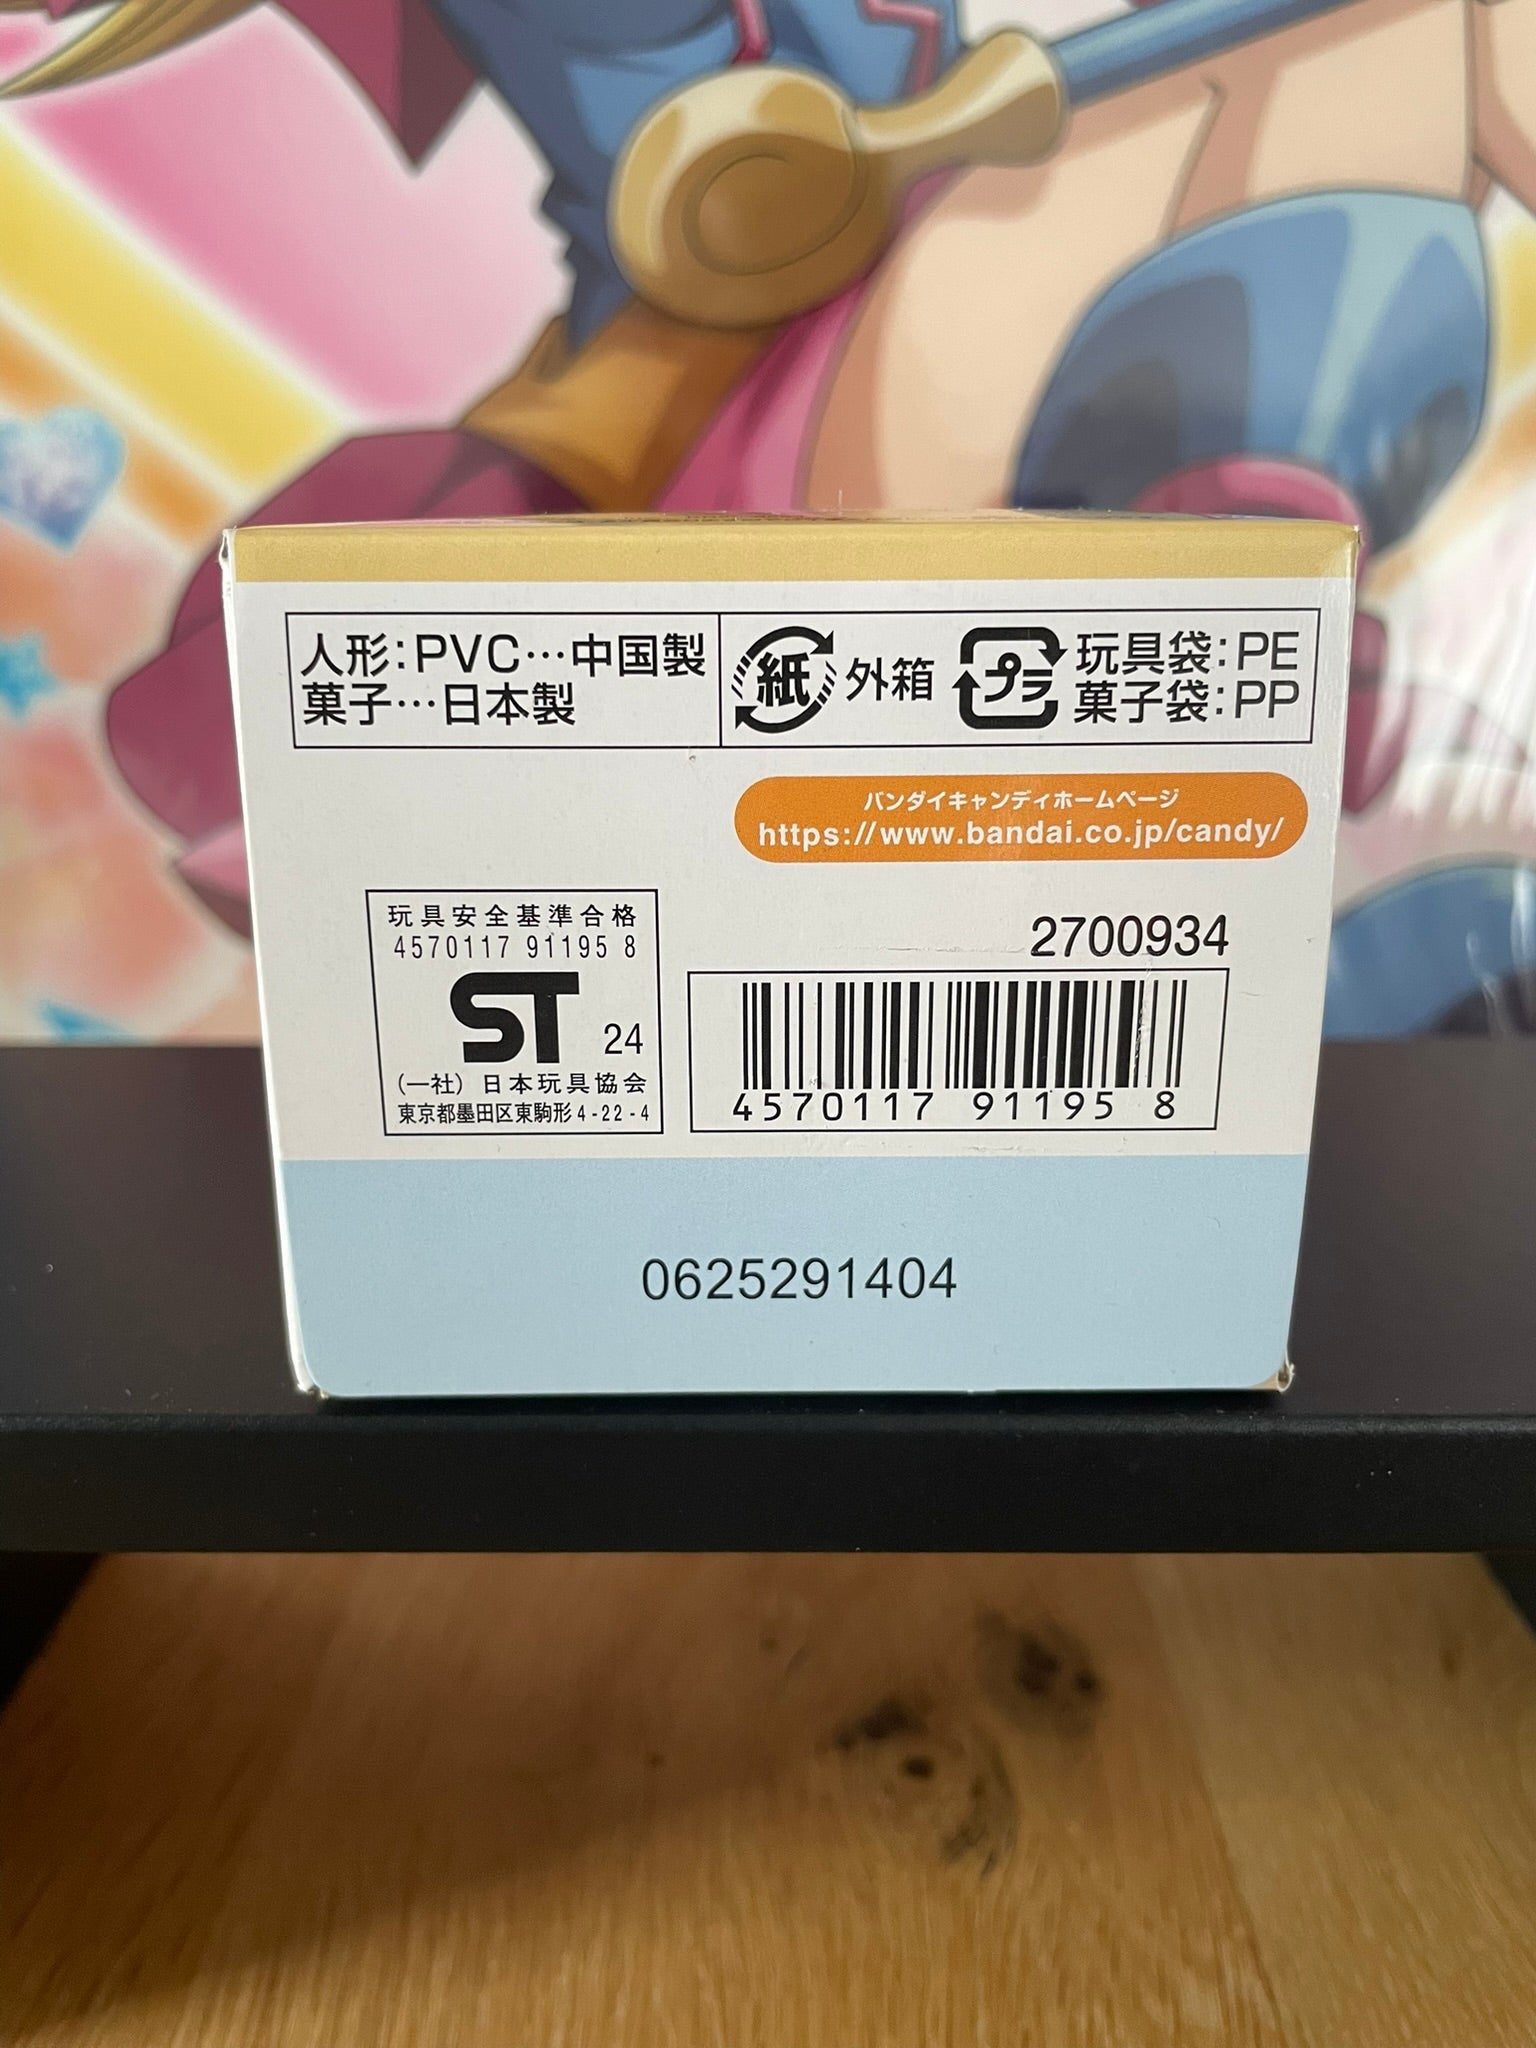 人形：PVC…中国製
菓子…日本製
紙 外箱
プラ 玩具袋：PE
菓子袋：PP
バンダイキャンディホームページ
https://www.bandai.co.jp/candy/
玩具安全基準合格
4570117 91195 8
ST 24
(一社) 日本玩具協会
東京都墨田区東駒形4-22-4
2700934
4570117 91195 8
0625291404